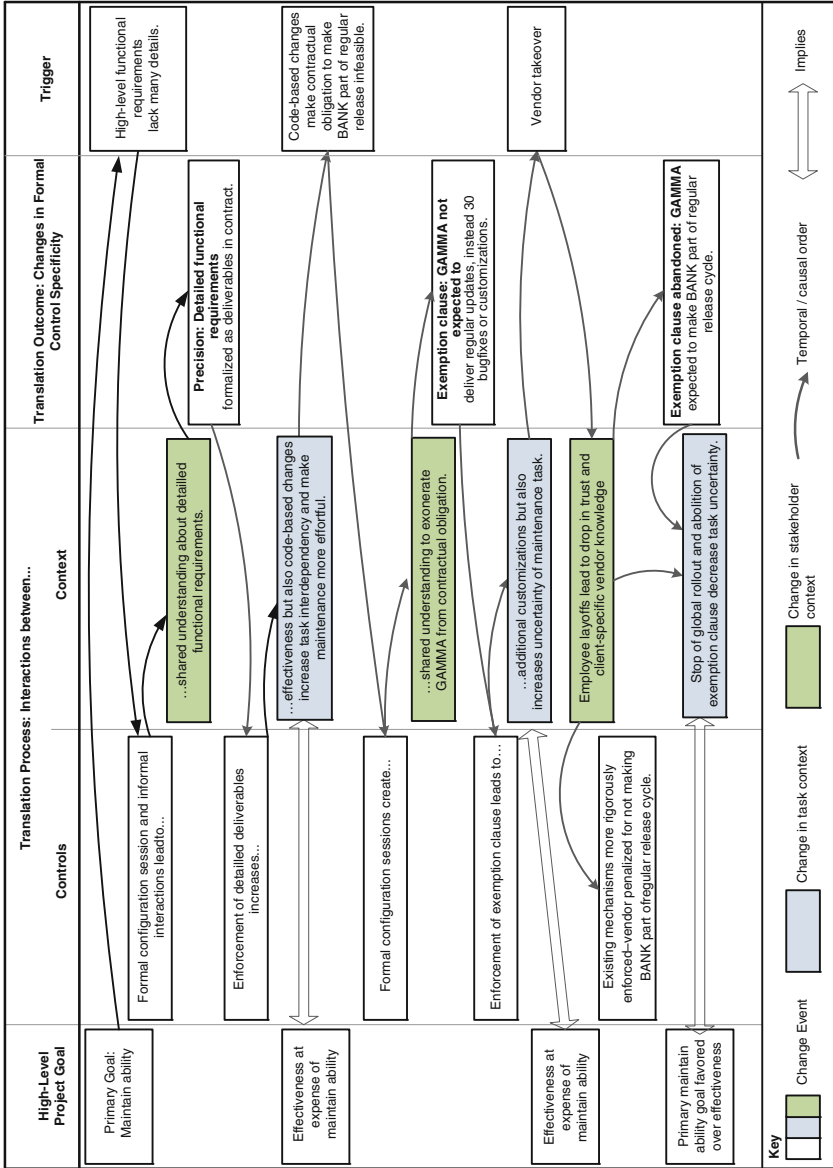 High-Level
Project Goal
Translation Process: Interactions between...
Controls
Context
Translation Outcome: Changes in Formal
Control Specificity
Trigger
Primary Goal:
Maintain ability
High-level functional
requirements
lack many details.
Formal configuration session and informal
interactions leadto...
...shared understanding about detailled
functional requirements.
Precision: Detailed functional
requirements
formalized as deliverables in contract.
Enforcement of detailled deliverables
increases...
Effectiveness at
expense of
maintain ability
...effectiveness but also code-based changes
increase task interdependency and make
maintenance more effortful.
Code-based changes
make contractual
obligation to make
BANK part of regular
release infeasible.
Formal configuration sessions create...
...shared understanding to exonerate
GAMMA from contractual obligation.
Exemption clause: GAMMA not
expected to
deliver regular updates, instead 30
bugfixes or customizations.
Enforcement of exemption clause leads to...
...additional customizations but also
increases uncertainty of maintenance task.
Vendor takeover
Effectiveness at
expense of
maintain ability
Employee layoffs lead to drop in trust and
client-specific vendor knowledge
Existing mechanisms more rigorously
enforced–vendor penalized for not making
BANK part ofregular release cycle.
Exemption clause abandoned: GAMMA
expected to make BANK part of regular
release cycle.
Primary maintain
ability goal favored
over effectiveness
Stop of global rollout and abolition of
exemption clause decrease task uncertainty.
Key
Change Event
Change in task context
Change in stakeholder
context
Temporal / causal order
Implies